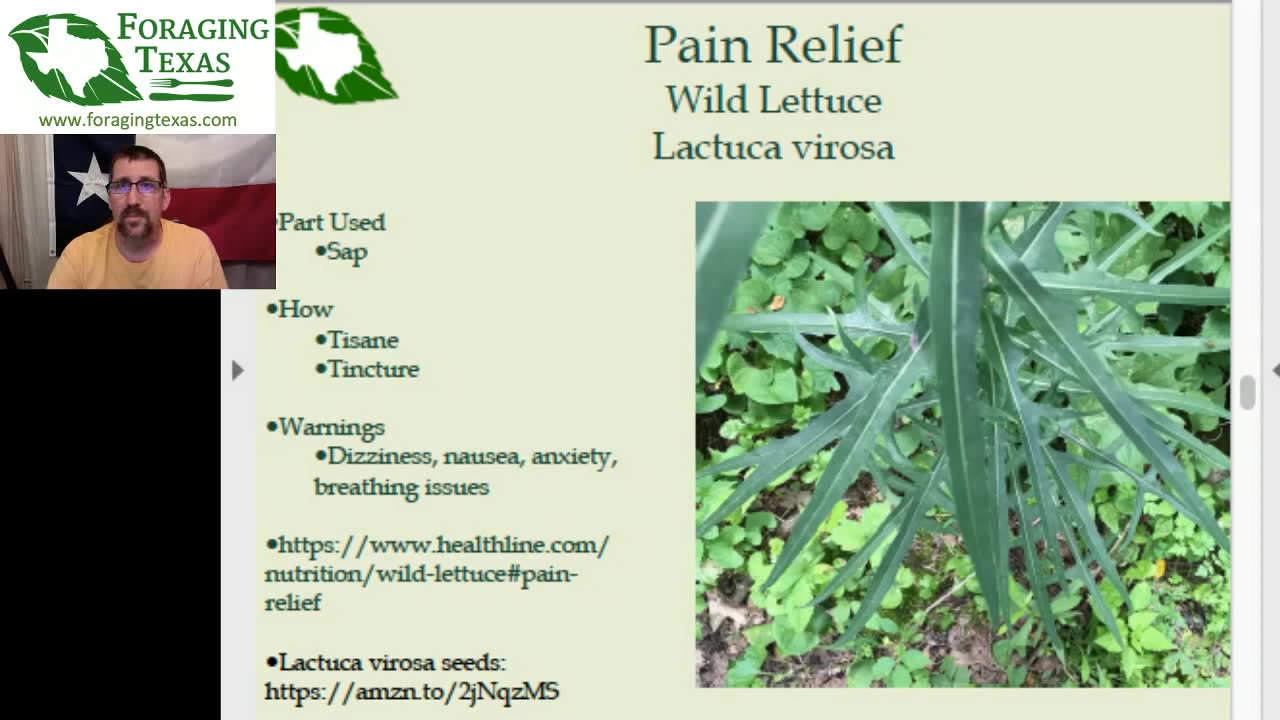 FORAGING
TEXAS
www.foragingtexas.com
Pain Relief
Wild Lettuce
Lactuca virosa
•Part Used
•Sap
•How
•Tisane
•Tincture
•Warnings
•Dizziness, nausea, anxiety,
breathing issues
•https://www.healthline.com/
nutrition/wild-lettuce#pain-
relief
•Lactuca virosa seeds:
https://amzn.to/2jNqzMS